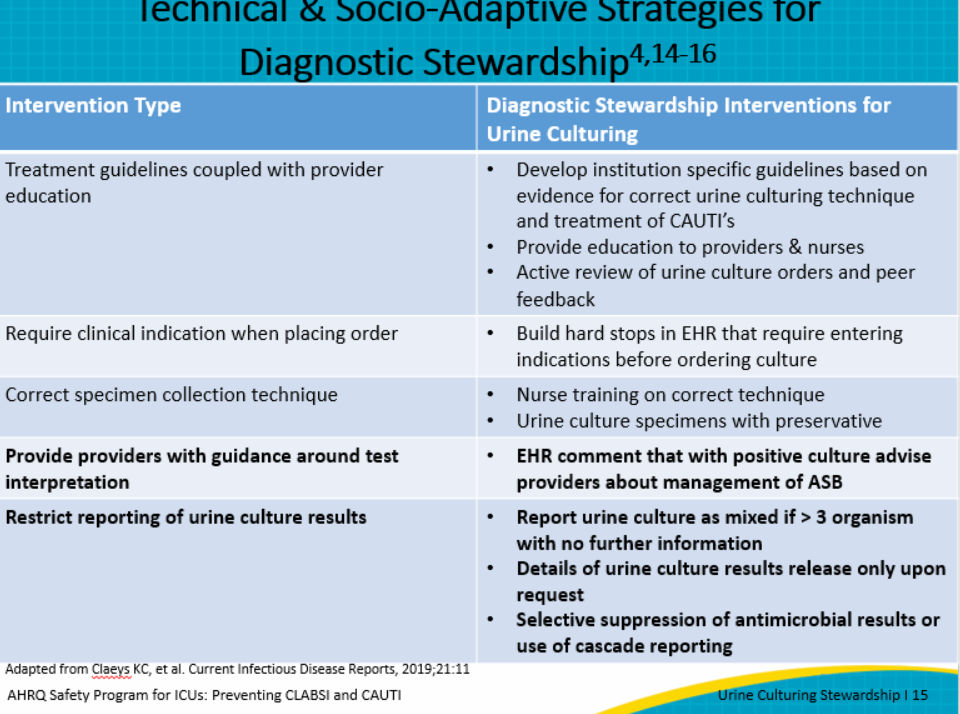 Technical & Socio-Adaptive Strategies for
Diagnostic Stewardship4,14-16
Intervention Type
Diagnostic Stewardship Interventions for
Urine Culturing
Treatment guidelines coupled with provider
education
• Develop institution specific guidelines based on
evidence for correct urine culturing technique
and treatment of CAUTI's
• Provide education to providers & nurses
• Active review of urine culture orders and peer
feedback
Require clinical indication when placing order
• Build hard stops in EHR that require entering
indications before ordering culture
Correct specimen collection technique
• Nurse training on correct technique
• Urine culture specimens with preservative
Provide providers with guidance around test
interpretation
• EHR comment that with positive culture advise
providers about management of ASB
Restrict reporting of urine culture results
• Report urine culture as mixed if > 3 organism
with no further information
• Details of urine culture results release only upon
request
• Selective suppression of antimicrobial results or
use of cascade reporting
Adapted from Claeys KC, et al. Current Infectious Disease Reports, 2019;21:11
AHRQ Safety Program for ICUs: Preventing CLABSI and CAUTI
Urine Culturing Stewardship I 15